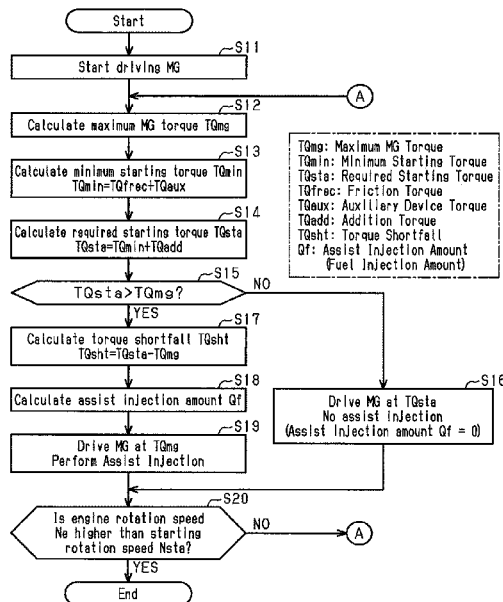 Start
S11
Start driving MG
A
S12
Calculate maximum MG torque TQmg
S13
Calculate minimum starting torque TQmin
TQmin=TQfrec+TQaux
S14
Calculate required starting torque TQsta
TQsta=TQmin+TQadd
TQmg: Maximum MG Torque
TQmin: Minimum Starting Torque
TQsta: Required Starting Torque
TQfrec: Friction Torque
TQaux: Auxiliary Device Torque
TQadd: Addition Torque
TQsht: Torque Shortfall
Qf: Assist Injection Amount
(Fuel Injection Amount)
S15
TQsta>TQmg?
NO
YES
S17
Calculate torque shortfall TQsht
TQsht=TQsta-TQmg
S18
Calculate assist injection amount Qf
S16
Drive MG at TQsta
No assist injection
(Assist Injection amount Qf = 0)
S19
Drive MG at TQmg
Perform Assist Injection
S20
Is engine rotation speed
Ne higher than starting
rotation speed Nsta?
NO
A
YES
End